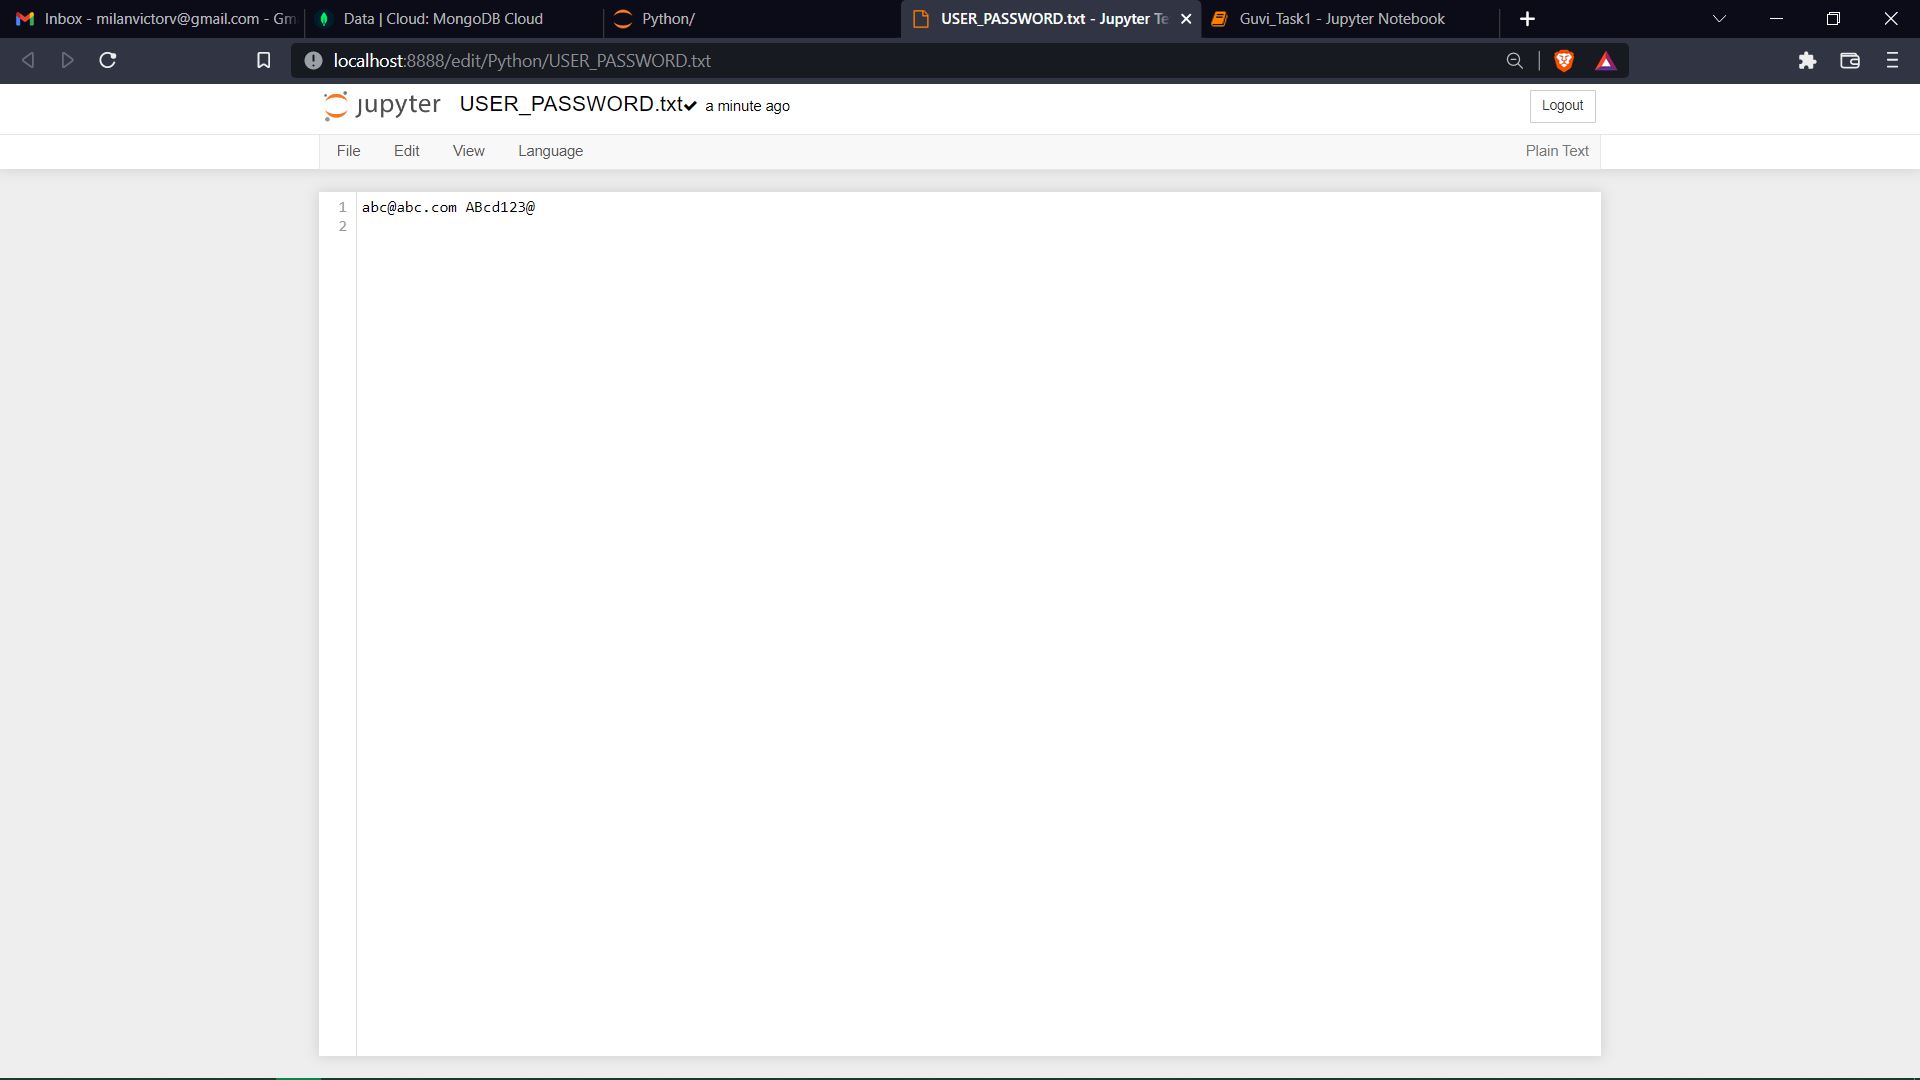 Inbox - milanvictorv@gmail.com - Gm
Data | Cloud: MongoDB Cloud
Python/
USER_PASSWORD.txt - Jupyter Te
Guvi_Task1 - Jupyter Notebook
localhost:8888/edit/Python/USER_PASSWORD.txt
jupyter USER_PASSWORD.txt✔ a minute ago
Logout
File Edit View Language
Plain Text
1 abc@abc.com ABcd123@
2